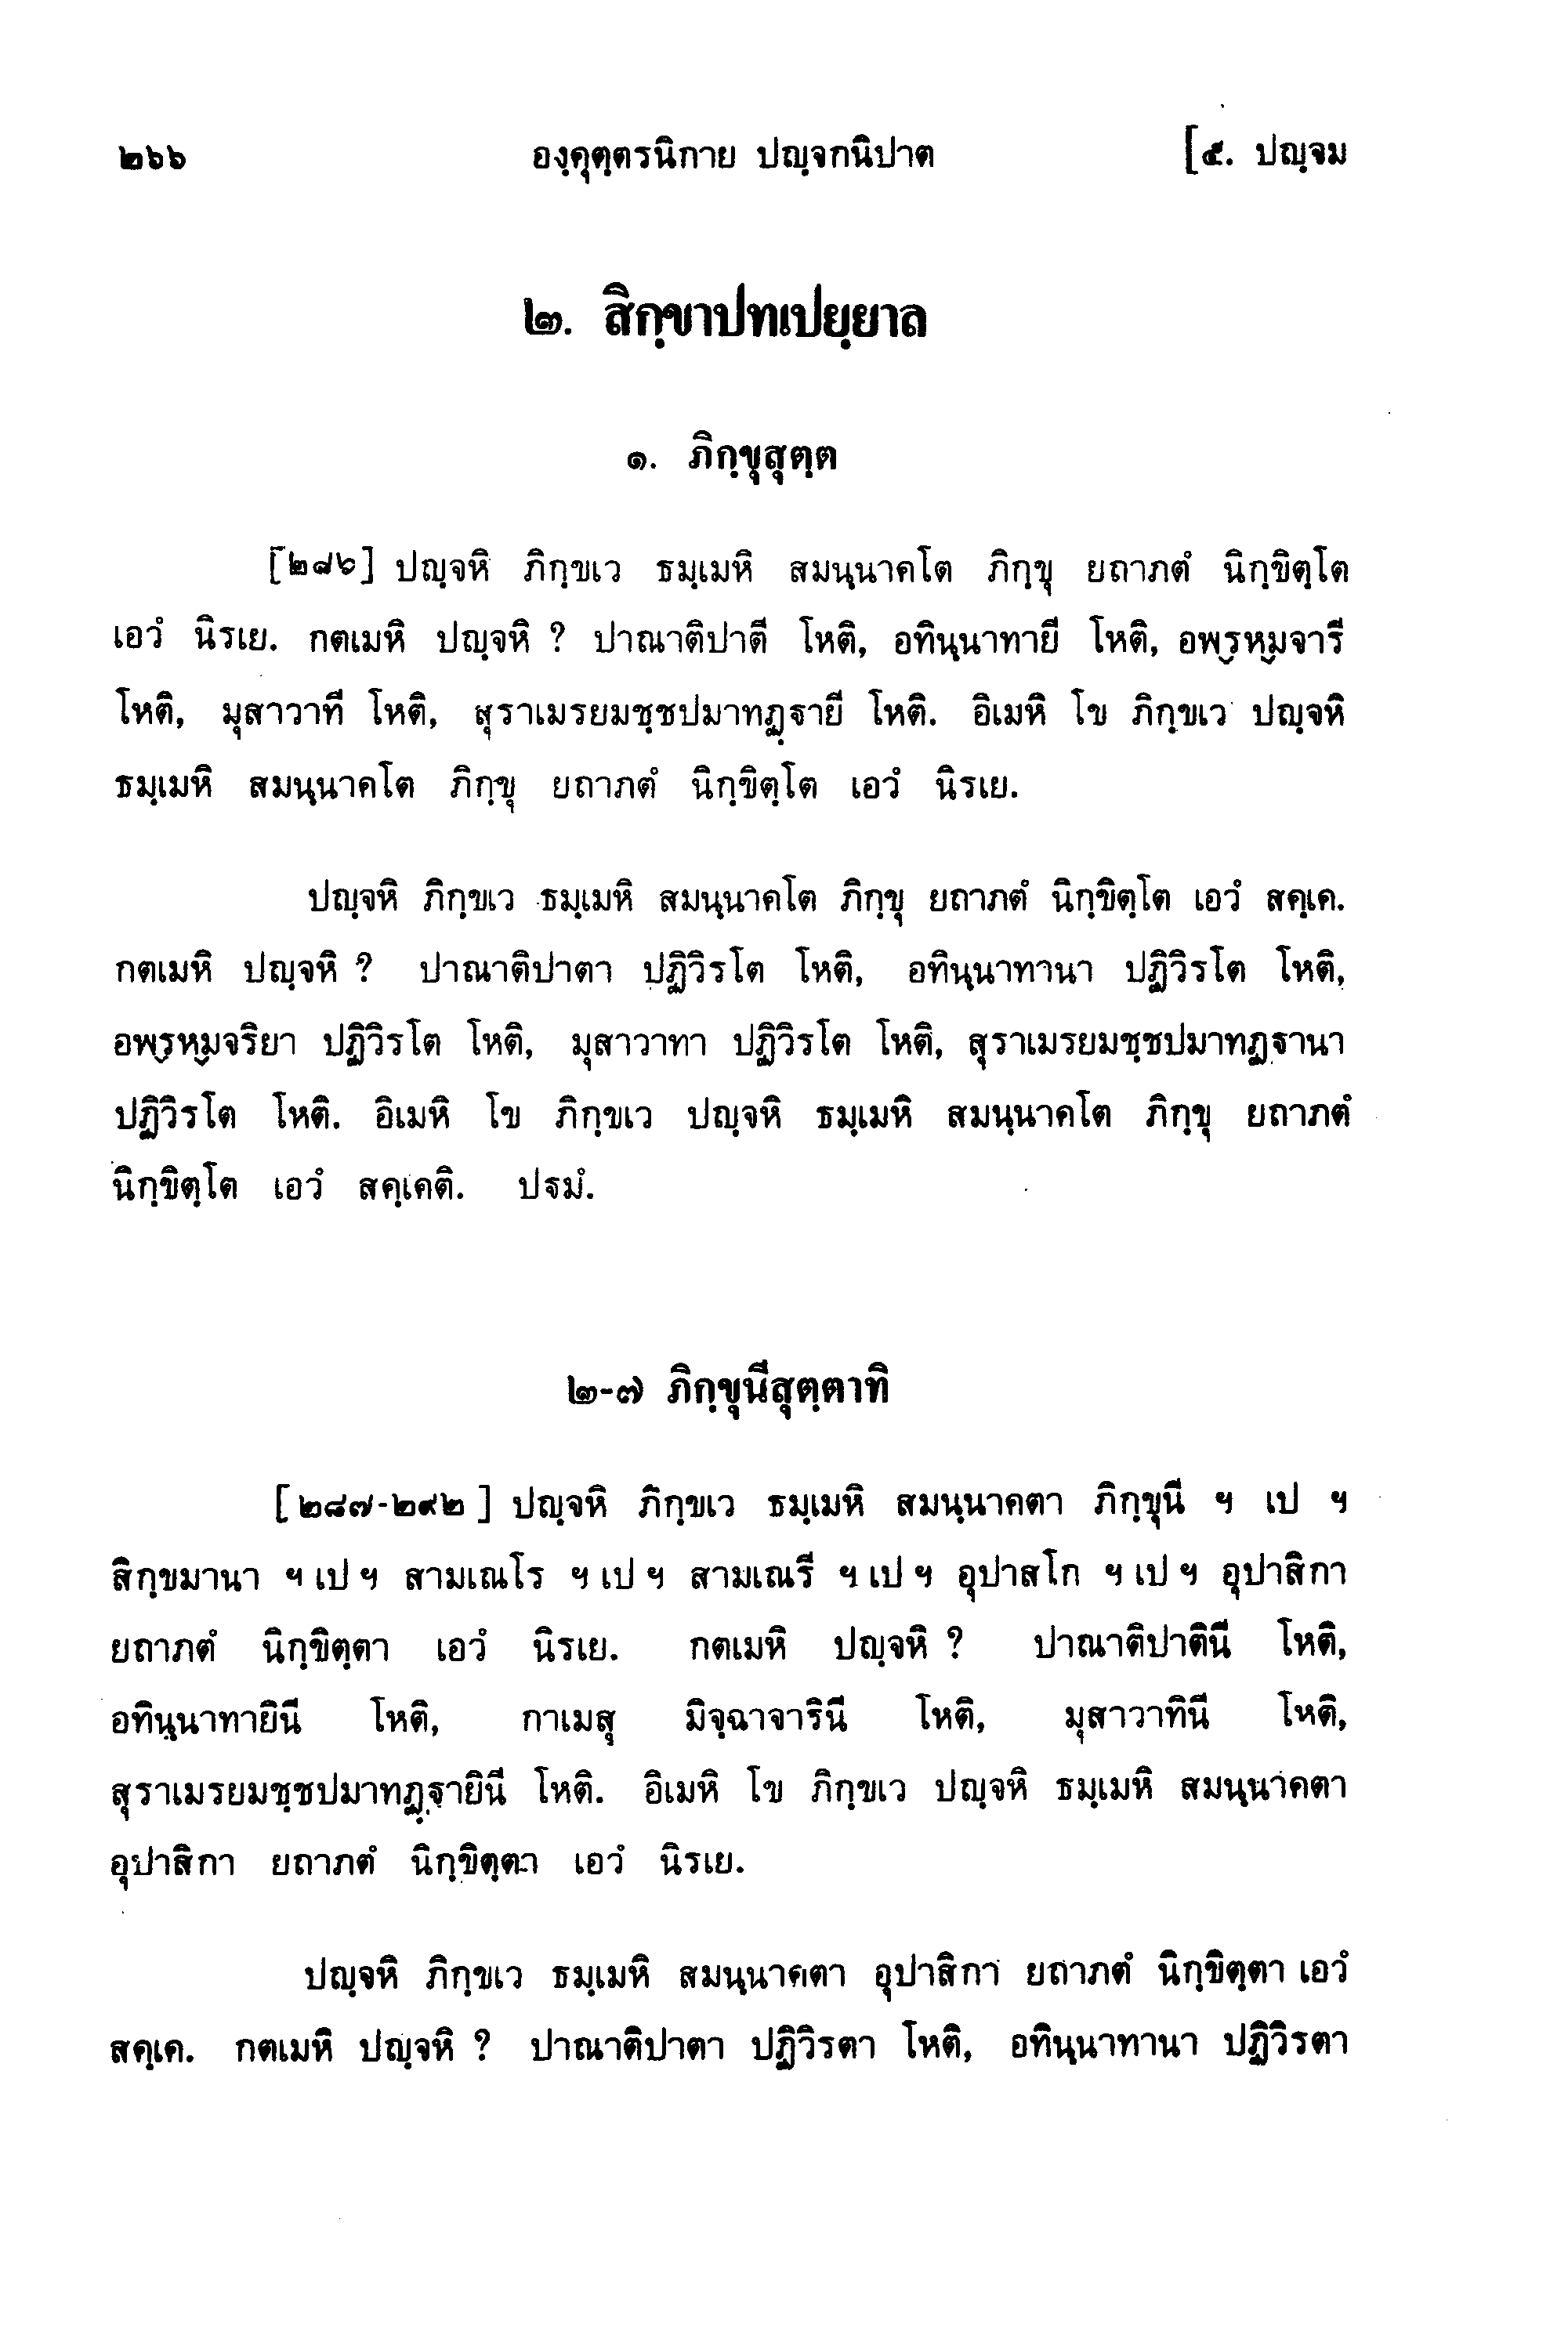 ๒๖๖ องฺคุตฺตรนิกาย ปญฺจกนิปาต [๕. ปญฺจม
๒. สิกฺขาปทเปยฺยาล
๑. ภิกฺขุสุตฺต
[๒๘๖] ปญฺจหิ ภิกฺขเว ธมฺเมหิ สมนฺนาคโต ภิกฺขุ ยถาภตํ นิกฺขิตฺโต
เอวํ นิรเย. กตเมหิ ปญฺจหิ ? ปาณาติปาตี โหติ, อทินฺนาทายี โหติ, อพฺรหฺมจารี
โหติ, มุสาวาที โหติ, สุราเมรยมชฺชปมาทฏฺฐายี โหติ. อิเมหิ โข ภิกฺขเว ปญฺจหิ
ธมฺเมหิ สมนฺนาคโต ภิกฺขุ ยถาภตํ นิกฺขิตฺโต เอวํ นิรเย.
ปญฺจหิ ภิกฺขเว ธมฺเมหิ สมนฺนาคโต ภิกฺขุ ยถาภตํ นิกฺขิตฺโต เอวํ สคฺเค.
กตเมหิ ปญฺจหิ ? ปาณาติปาตา ปฏิวิรโต โหติ, อทินฺนาทานา ปฏิวิรโต โหติ,
อพฺรหฺมจริยา ปฏิวิรโต โหติ, มุสาวาทา ปฏิวิรโต โหติ, สุราเมรยมชฺชปมาทฏฺฐานา
ปฏิวิรโต โหติ. อิเมหิ โข ภิกฺขเว ปญฺจหิ ธมฺเมหิ สมนฺนาคโต ภิกฺขุ ยถาภตํ
นิกฺขิตฺโต เอวํ สคฺเคติ. ปฐมํ.
๒-๗ ภิกฺขุนีสุตฺตาทิ
[๒๘๗-๒๙๒] ปญฺจหิ ภิกฺขเว ธมฺเมหิ สมนฺนาคตา ภิกฺขุนี ฯ เป ฯ
สิกฺขมานา ฯ เป ฯ สามเณโร ฯ เป ฯ สามเณรี ฯ เป ฯ อุปาสโก ฯ เป ฯ อุปาสิกา
ยถาภตํ นิกฺขิตฺตา เอวํ นิรเย. กตเมหิ ปญฺจหิ ? ปาณาติปาตินี โหติ,
อทินฺนาทายินี โหติ, กาเมสุ มิจฺฉาจารินี โหติ, มุสาวาทินี โหติ,
สุราเมรยมชฺชปมาทฏฺฐายินี โหติ. อิเมหิ โข ภิกฺขเว ปญฺจหิ ธมฺเมหิ สมนฺนาคตา
อุปาสิกา ยถาภตํ นิกฺขิตฺตา เอวํ นิรเย.
ปญฺจหิ ภิกฺขเว ธมฺเมหิ สมนฺนาคตา อุปาสิกา ยถาภตํ นิกฺขิตฺตา เอวํ
สคฺเค. กตเมหิ ปญฺจหิ ? ปาณาติปาตา ปฏิวิรตา โหติ, อทินฺนาทานา ปฏิวิรตา